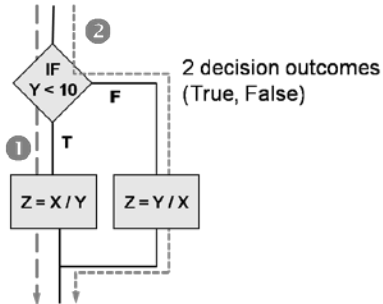 2
IF
Y < 10
2 decision outcomes
(True, False)
F
1
T
Z = X / Y
Z = Y / X